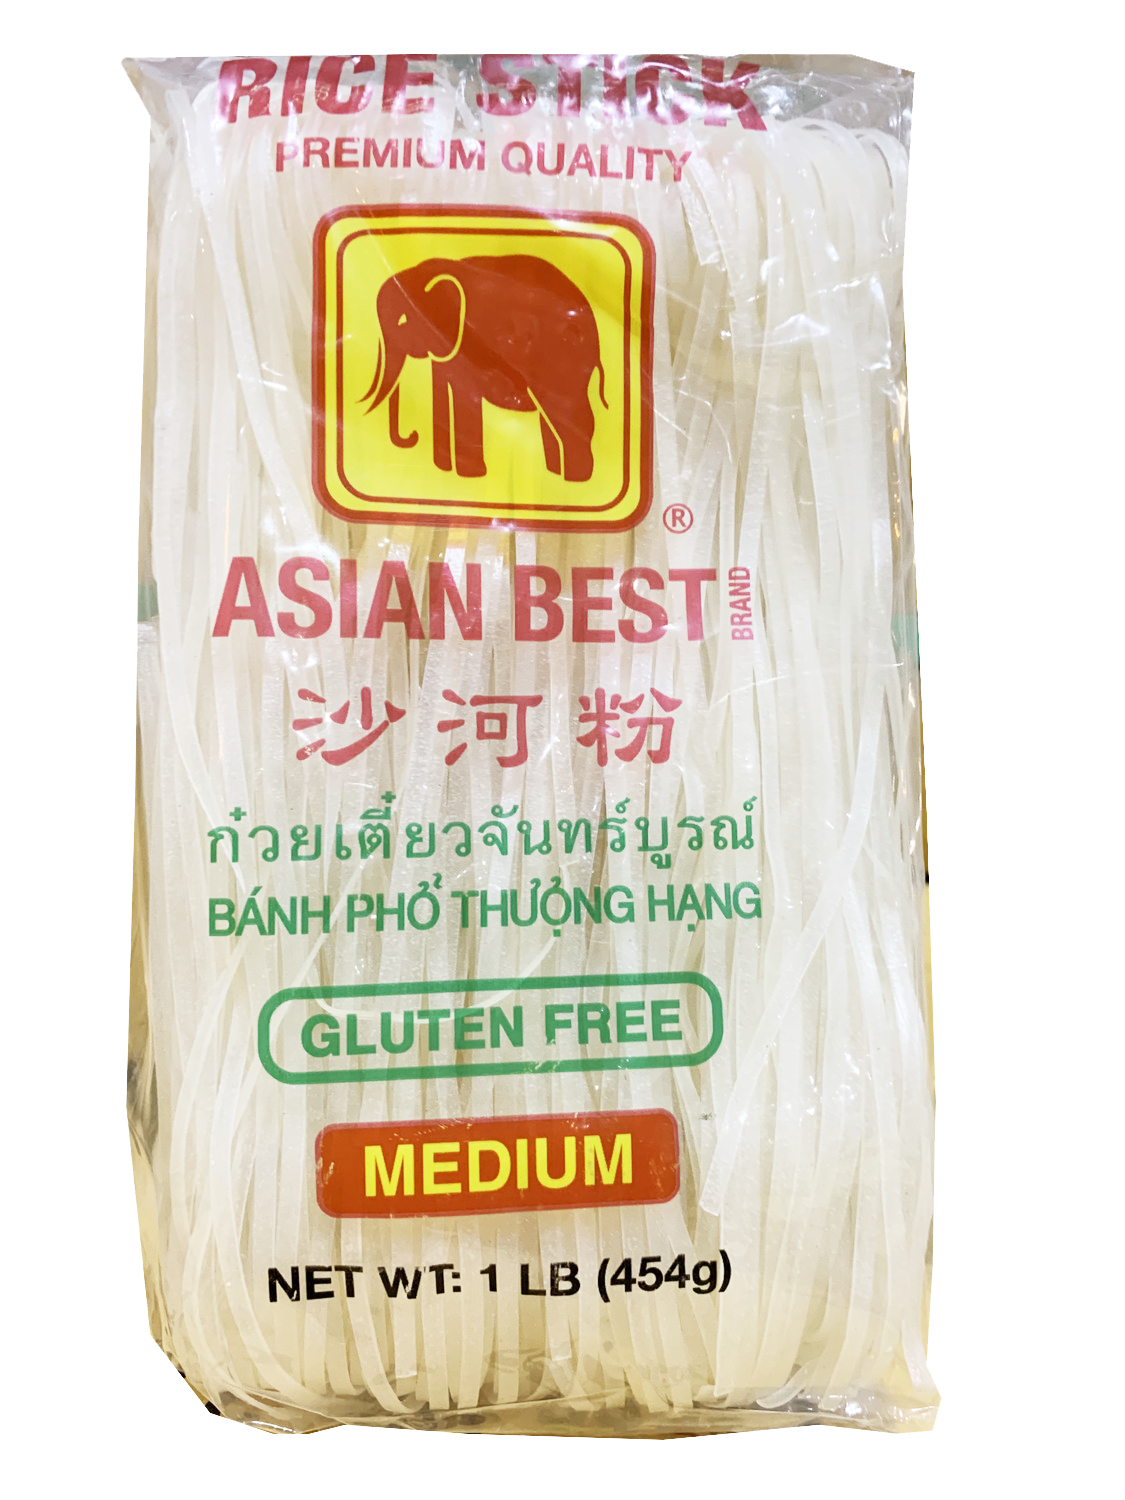 RICE STICK
PREMIUM QUALITY
®
ASIAN BEST BRAND
沙河粉
ก๋วยเตี๋ยวจันทร์บูรณ์
BÁNH PHỞ THƯỢNG HẠNG
GLUTEN FREE
MEDIUM
NET WT: 1 LB (454g)